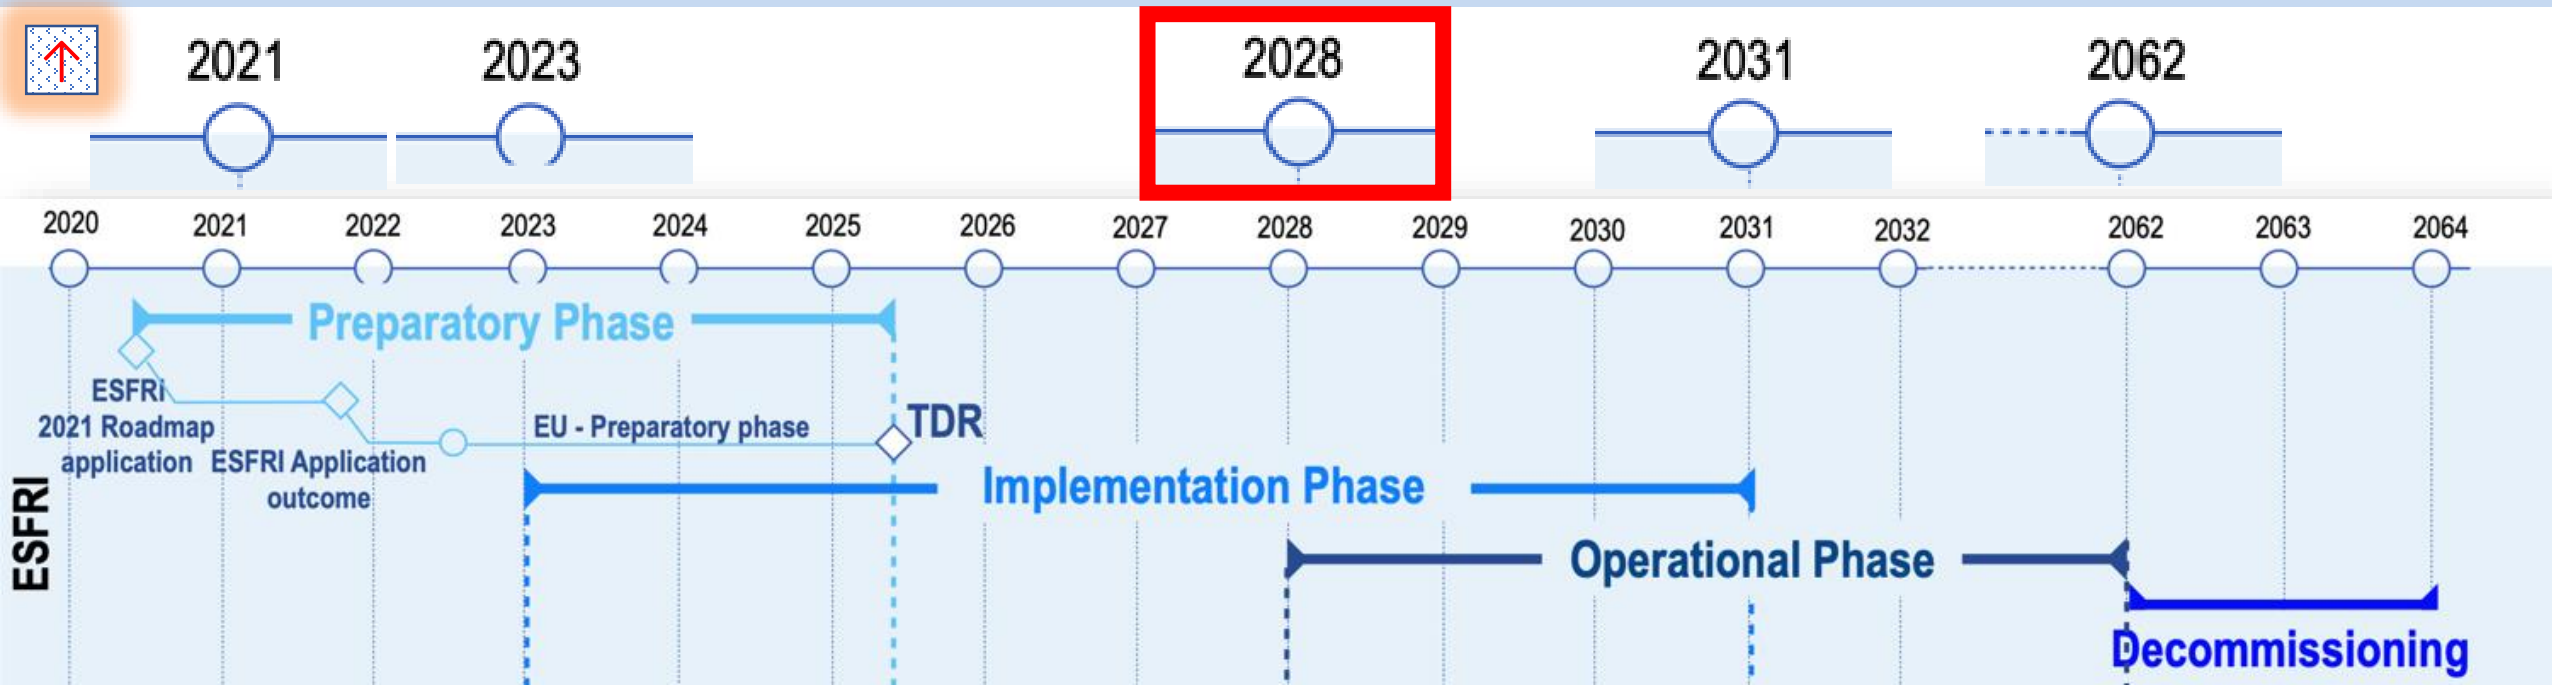 2021 2023 2028 2031 2062
2020 2021 2022 2023 2024 2025 2026 2027 2028 2029 2030 2031 2032 2062 2063 2064
Preparatory Phase
ESFRI
2021 Roadmap
application
ESFRI Application
outcome
EU - Preparatory phase
TDR
Implementation Phase
Operational Phase
Decommissioning
ESFRI